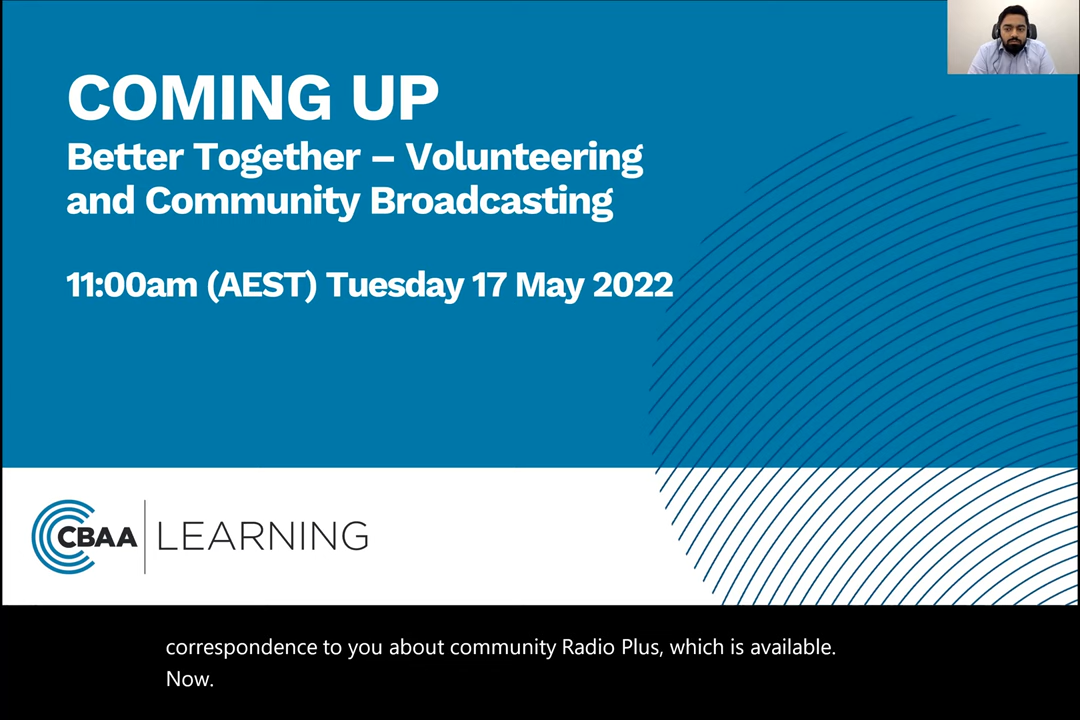 COMING UP
Better Together – Volunteering
and Community Broadcasting
11:00am (AEST) Tuesday 17 May 2022
CBAA LEARNING
correspondence to you about community Radio Plus, which is available.
Now.